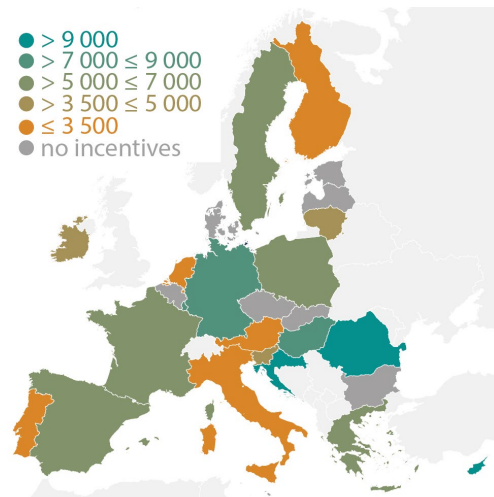 > 9 000
> 7 000 ≤ 9 000
> 5 000 ≤ 7 000
> 3 500 ≤ 5 000
≤ 3 500
no incentives